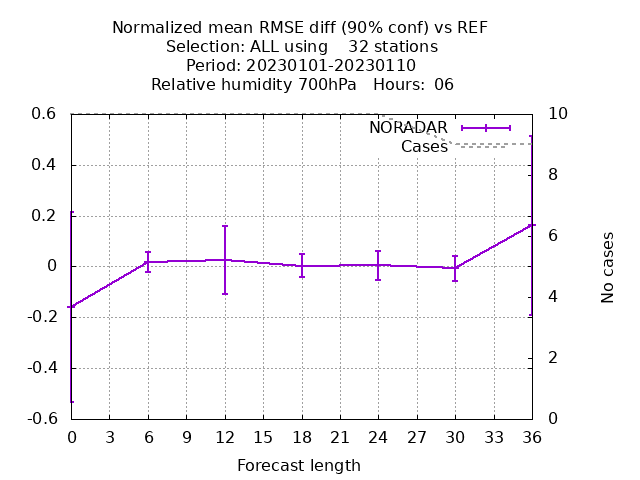 Normalized mean RMSE diff (90% conf) vs REF
Selection: ALL using    32 stations
Period: 20230101-20230110
Relative humidity 700hPa   Hours: 06
0.6
0.4
0.2
0
-0.2
-0.4
-0.6
10
8
6
4
2
0
NORADAR
Cases
No cases
0 3 6 9 12 15 18 21 24 27 30 33 36
Forecast length